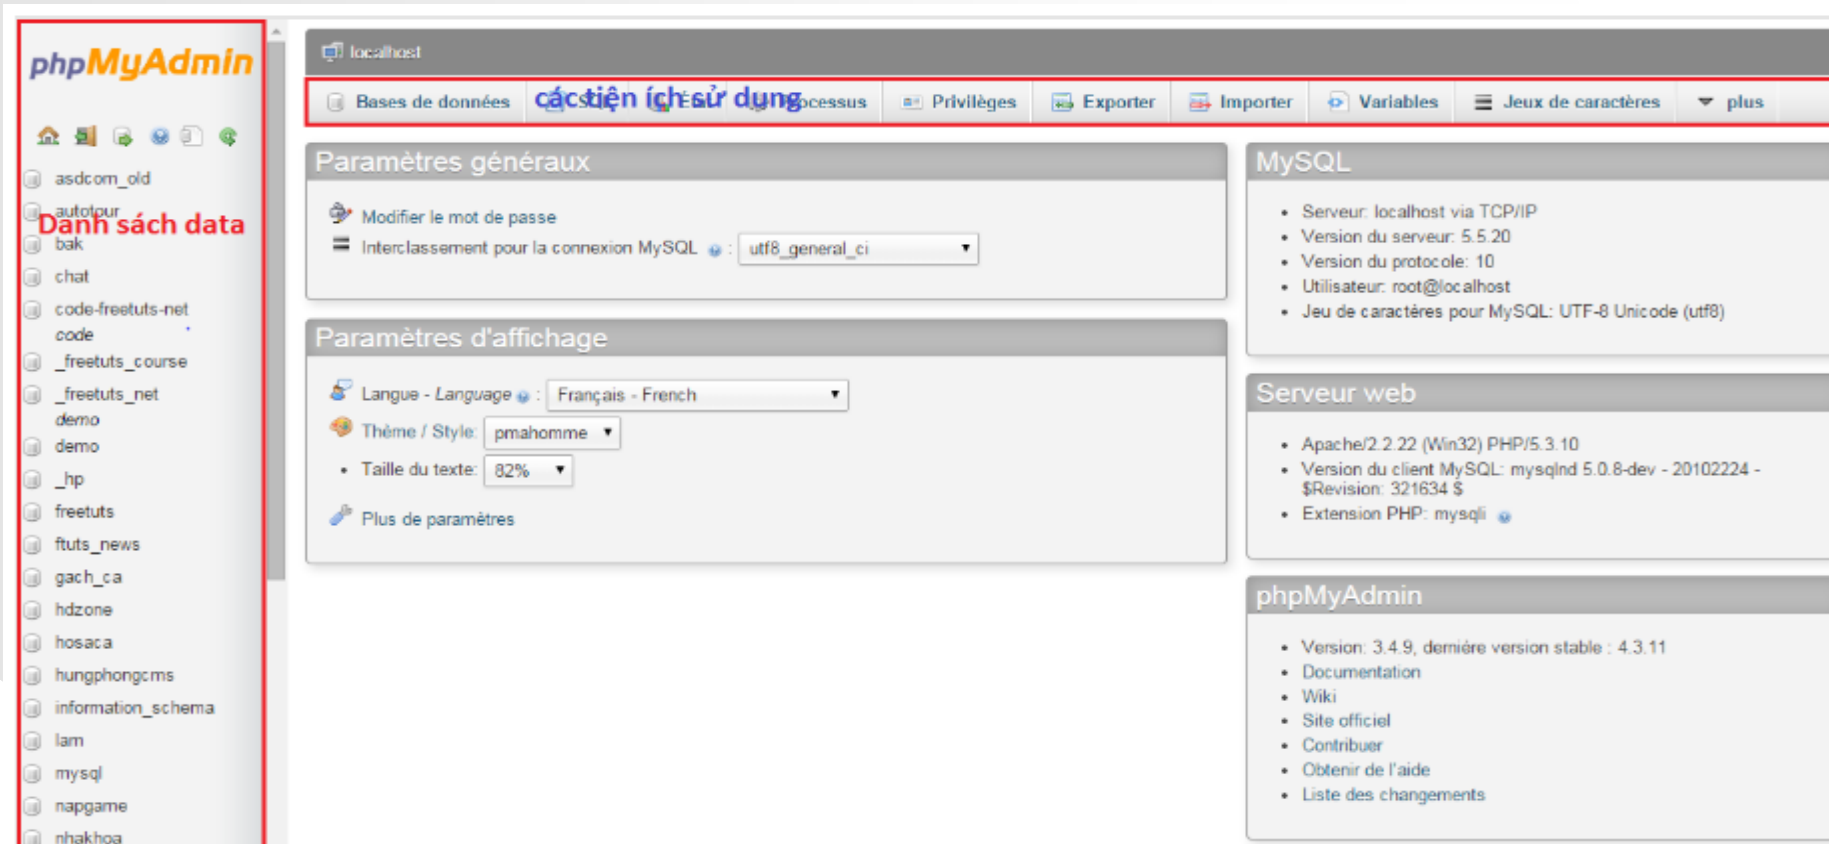 phpMyAdmin
asdcom_old
autotour
Danh sách data
bak
chat
code-freetuts-net
code
_freetuts_course
_freetuts_net
demo
demo
_hp
freetuts
ftuts_news
gach_ca
hdzone
hosaca
hungphongcms
information_schema
lam
mysql
napgame
nhakhoa
localhost
Bases de données
các tiện ích sử dụng
Privilèges
Exporter
Importer
Variables
Jeux de caractères
plus
Paramètres généraux
Modifier le mot de passe
Interclassement pour la connexion MySQL : utf8_general_ci
Paramètres d'affichage
Langue - Language : Français - French
Thème / Style: pmahomme
Taille du texte: 82%
Plus de paramètres
MySQL
Serveur: localhost via TCP/IP
Version du serveur: 5.5.20
Version du protocole: 10
Utilisateur: root@localhost
Jeu de caractères pour MySQL: UTF-8 Unicode (utf8)
Serveur web
Apache/2.2.22 (Win32) PHP/5.3.10
Version du client MySQL: mysqlnd 5.0.8-dev - 20102224 -
$Revision: 321634 $
Extension PHP: mysqli
phpMyAdmin
Version: 3.4.9, dernière version stable : 4.3.11
Documentation
Wiki
Site officiel
Contribuer
Obtenir de l'aide
Liste des changements